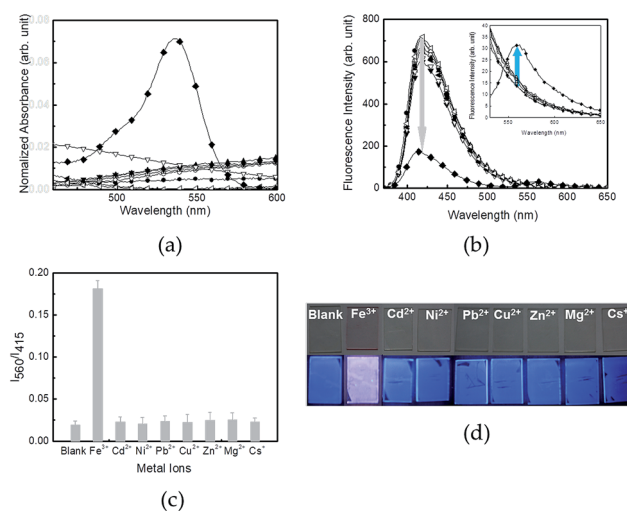 Nomalized Absorbance (arb. unit)
0.08
0.06
0.04
0.02
0.00
500
550
600
Wavelength (nm)
(a)
Fluorescence Intensity (arb. unit)
800
700
600
450
300
150
0
400
450
500
550
600
650
Wavelength (nm)
Fluorescence Intensity (arb. unit)
40
35
30
25
20
15
10
5
0
550
600
650
Wavelength (nm)
(b)
I560/I415
0.20
0.15
0.10
0.05
0.00
Blank Fe3+ Cd2+ Ni2+ Pb2+ Cu2+ Zn2+ Mg2+ Cs+
Metal Ions
(c)
Blank Fe3+ Cd2+ Ni2+ Pb2+ Cu2+ Zn2+ Mg2+ Cs+
(d)